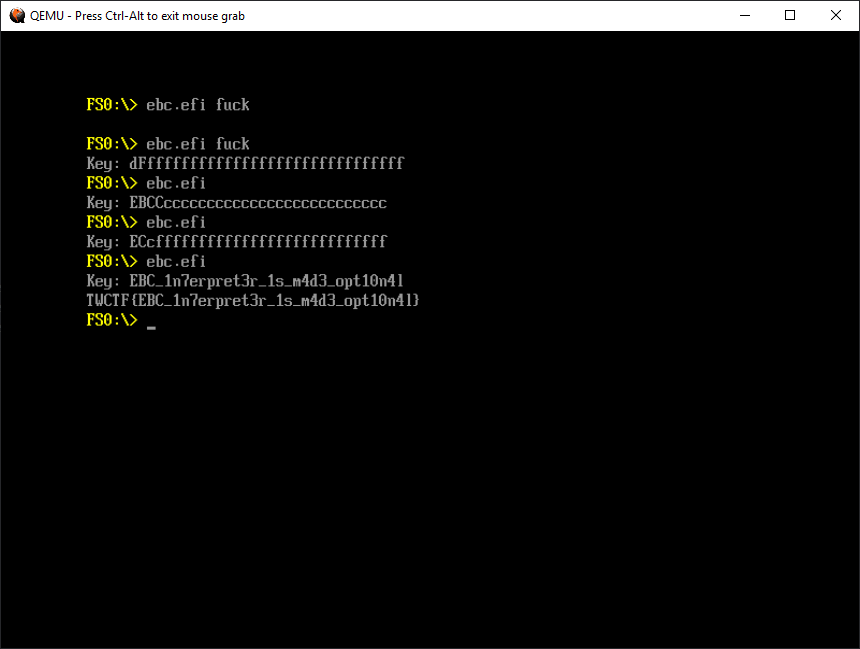 QEMU - Press Ctrl-Alt to exit mouse grab
FS0:\> ebc.efi fuck
FS0:\> ebc.efi fuck
Key: dFffffffffffffffffffffffffffffff
FS0:\> ebc.efi
Key: EBCCcccccccccccccccccccccccccc
FS0:\> ebc.efi
Key: ECcfffffffffffffffffffffffffff
FS0:\> ebc.efi
Key: EBC_1n7erpret3r_1s_m4d3_opt10n4l
TWCTF{EBC_1n7erpret3r_1s_m4d3_opt10n4l}
FS0:\> _